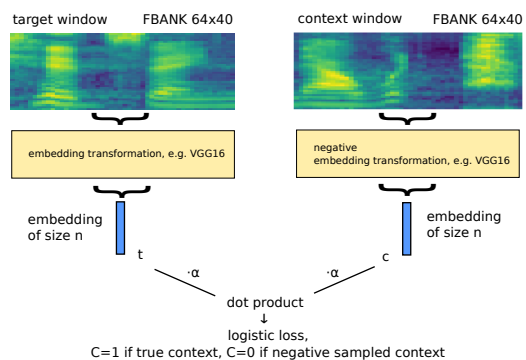 target window FBANK 64x40
context window FBANK 64x40
embedding transformation, e.g. VGG16
negative
embedding transformation, e.g. VGG16
embedding
of size n
embedding
of size n
t
c
·α
·α
dot product
↓
logistic loss,
C=1 if true context, C=0 if negative sampled context